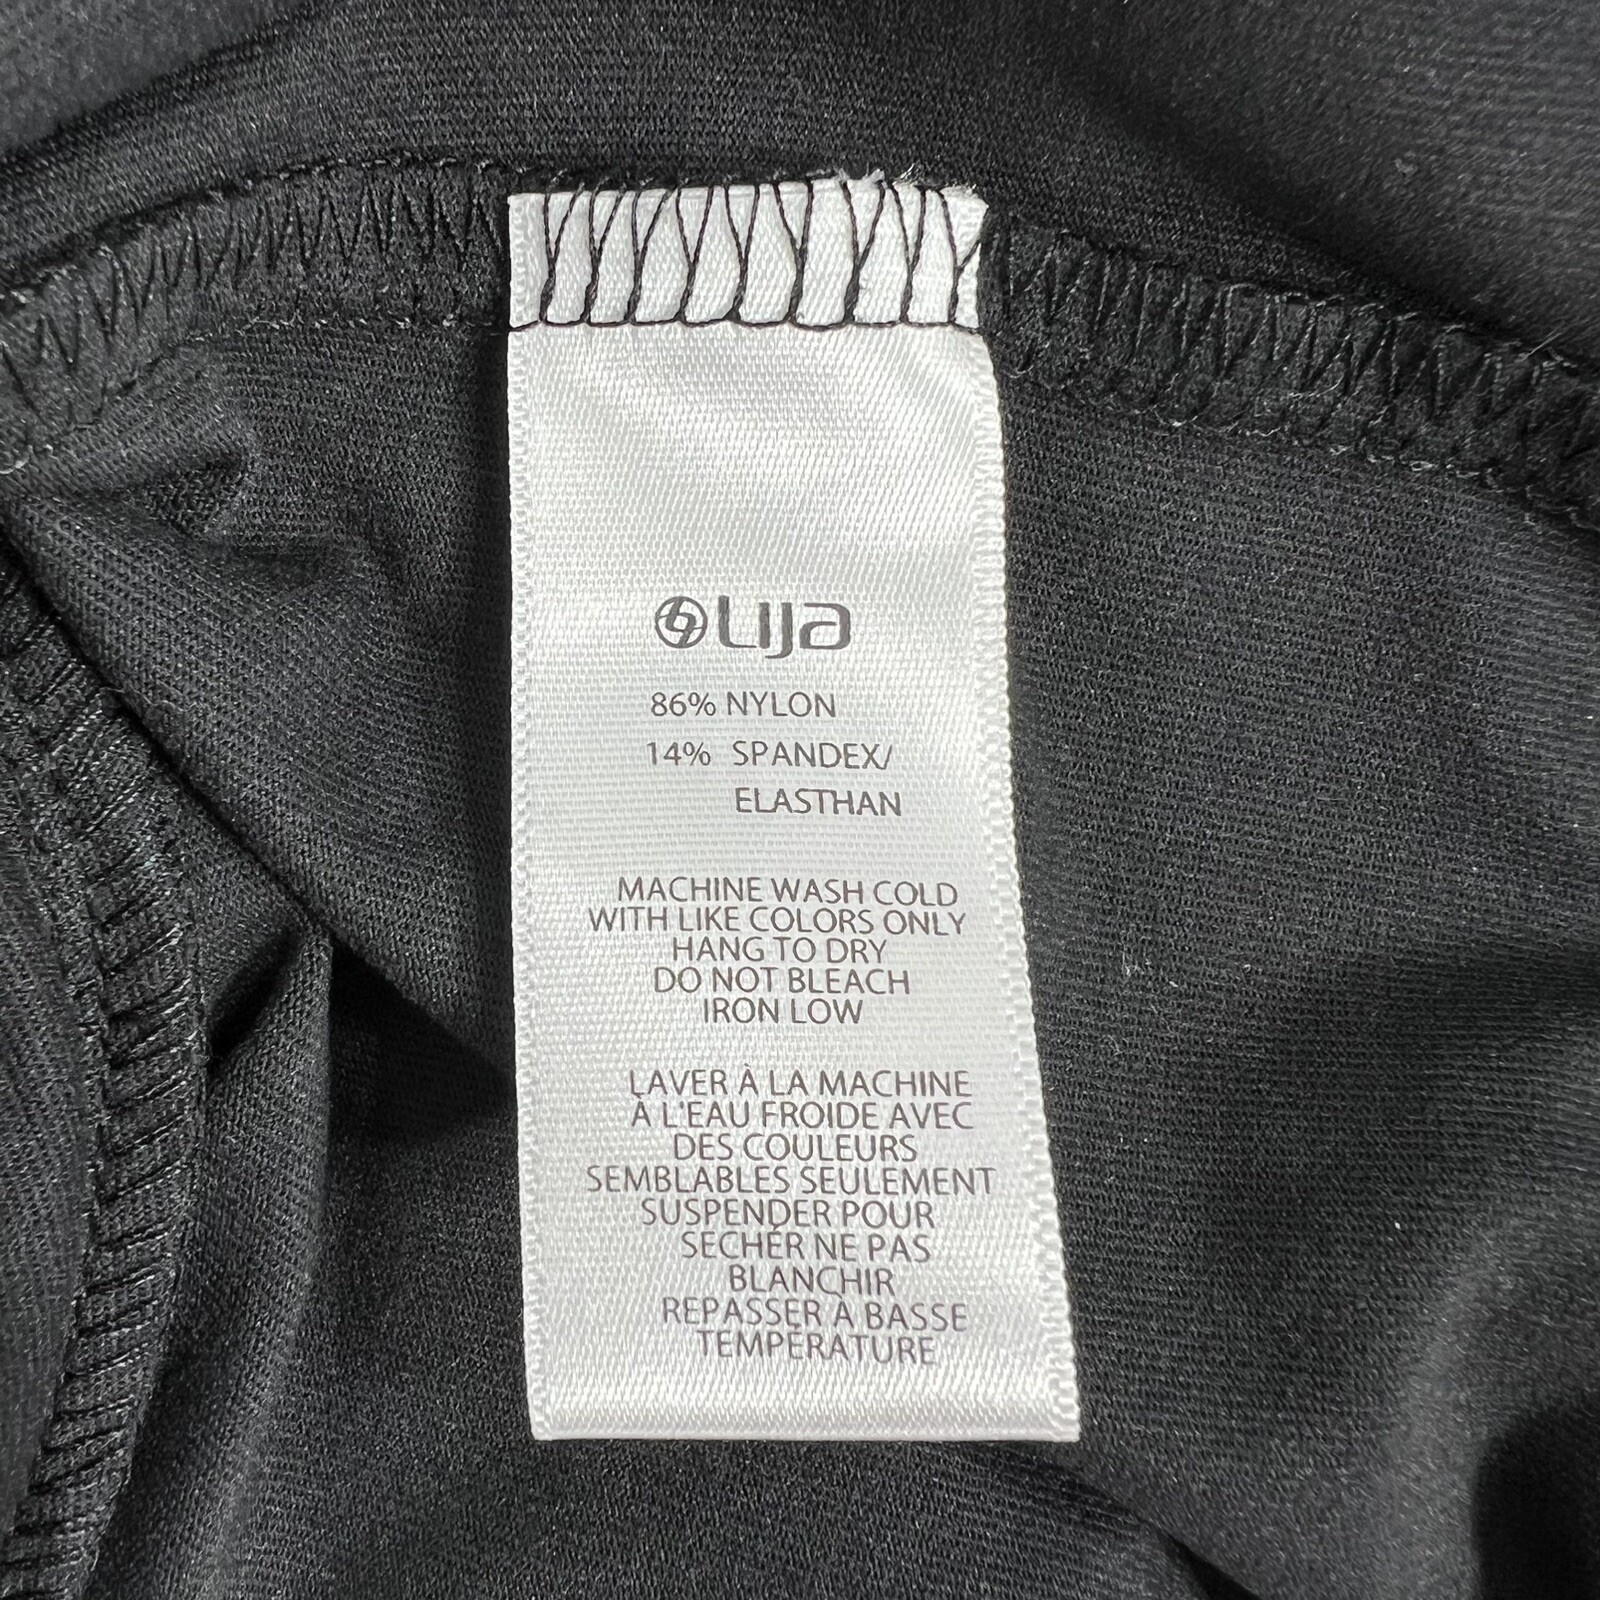 Lija
86% NYLON
14% SPANDEX/
ELASTHAN
MACHINE WASH COLD
WITH LIKE COLORS ONLY
HANG TO DRY
DO NOT BLEACH
IRON LOW
LAVER À LA MACHINE
À L'EAU FROIDE AVEC
DES COULEURS
SEMBLABLES SEULEMENT
SUSPENDER POUR
SÉCHER NE PAS
BLANCHIR
REPASSER À BASSE
TEMPÉRATURE